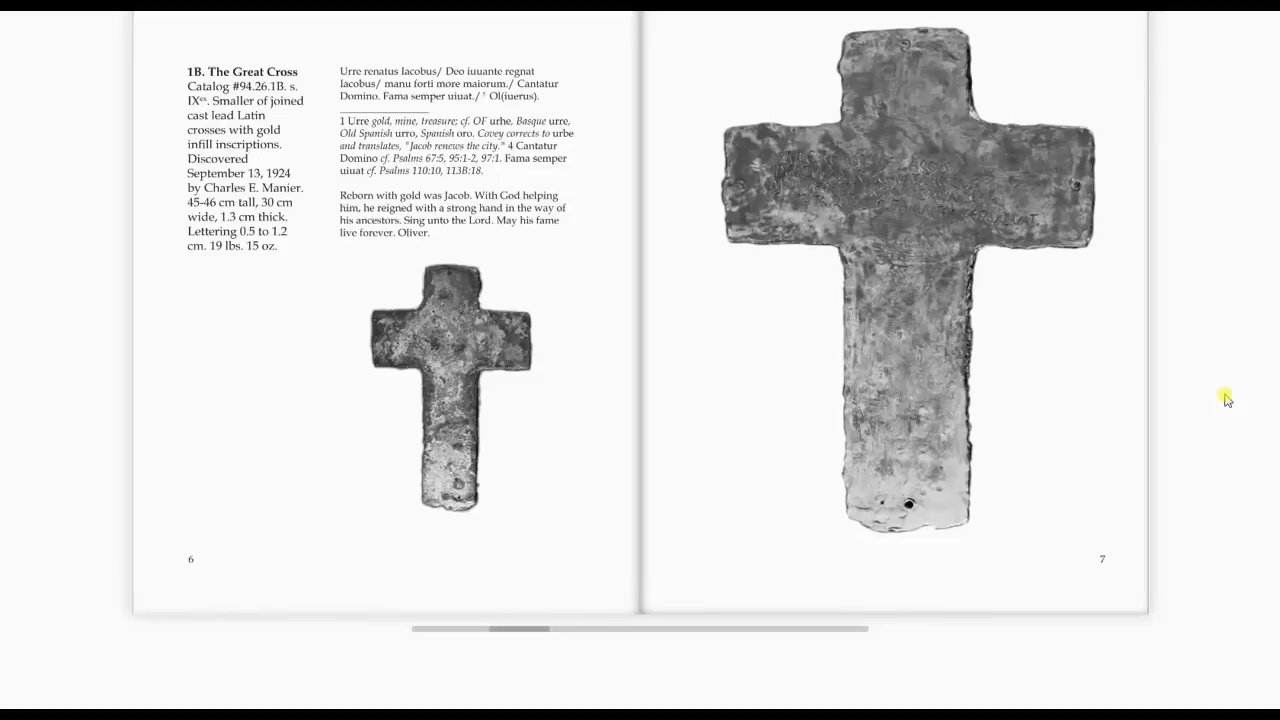 1B. The Great Cross
Catalog #94.26.1B. s.
IXᵉˣ. Smaller of joined
cast lead Latin
crosses with gold
infill inscriptions.
Discovered
September 13, 1924
by Charles E. Manier.
45-46 cm tall, 30 cm
wide, 1.3 cm thick.
Lettering 0.5 to 1.2
cm. 19 lbs. 15 oz.
Urre renatus Iacobus/ Deo iuuante regnat
Iacobus/ manu forti more maiorum./ Cantatur
Domino. Fama semper uiuat./ ⁵ Ol(iuerus).
1 Urre gold, mine, treasure; cf. OF urhe, Basque urre,
Old Spanish urro, Spanish oro. Covey corrects to urbe
and translates, "Jacob renews the city." 4 Cantatur
Domino cf. Psalms 67:5, 95:1-2, 97:1. Fama semper
uiuat cf. Psalms 110:10, 113B:18.
Reborn with gold was Jacob. With God helping
him, he reigned with a strong hand in the way of
his ancestors. Sing unto the Lord. May his fame
live forever. Oliver.
6
7